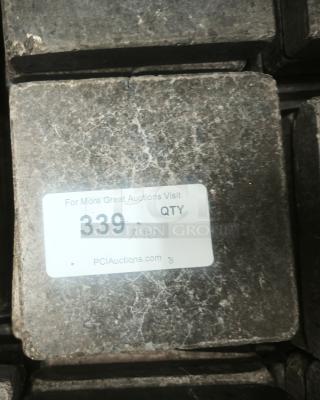 For More Great Auctions Visit
339
QTY
PCIAuctions.com